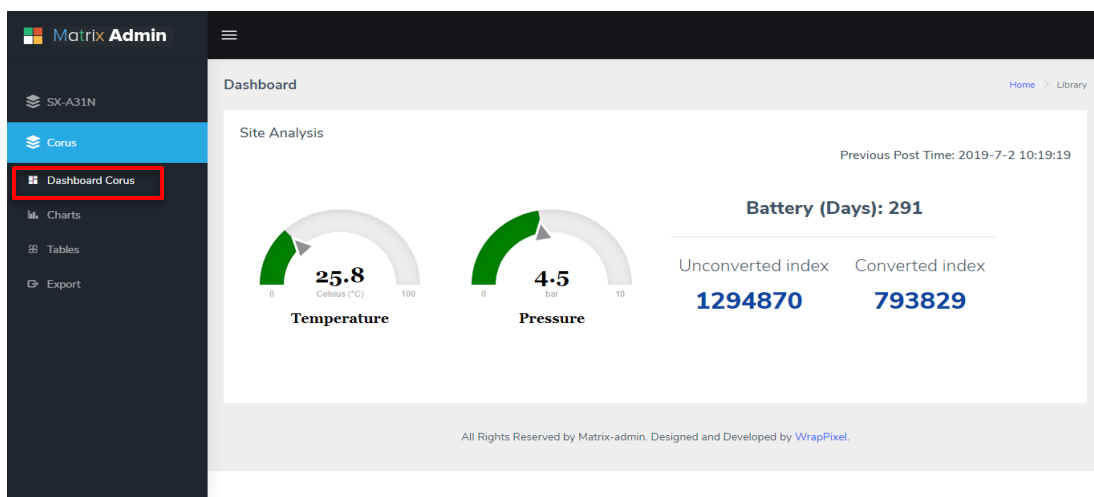 Matrix Admin
SX-A31N
Corus
Dashboard Corus
Charts
Tables
Export
Dashboard
Home > Library
Site Analysis
Previous Post Time: 2019-7-2 10:19:19
25.8
0 Celsius (°C) 100
Temperature
4.5
0 bar 10
Pressure
Battery (Days): 291
Unconverted index Converted index
1294870 793829
All Rights Reserved by Matrix-admin. Designed and Developed by WrapPixel.